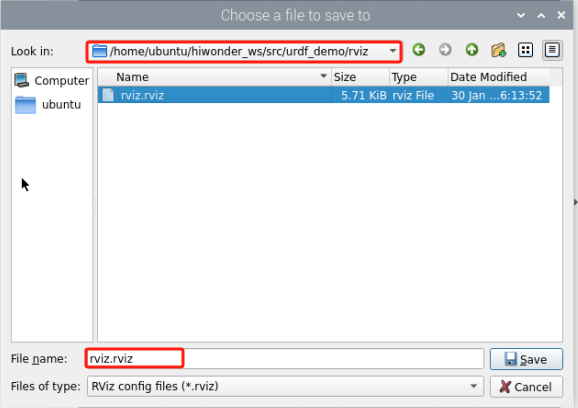 Choose a file to save to
Look in: /home/ubuntu/hiwonder_ws/src/urdf_demo/rviz
Computer
ubuntu
Name Size Type Date Modified
rviz.rviz 5.71 KiB rviz File 30 Jan ...6:13:52
File name: rviz.rviz Save
Files of type: RViz config files (*.rviz) Cancel